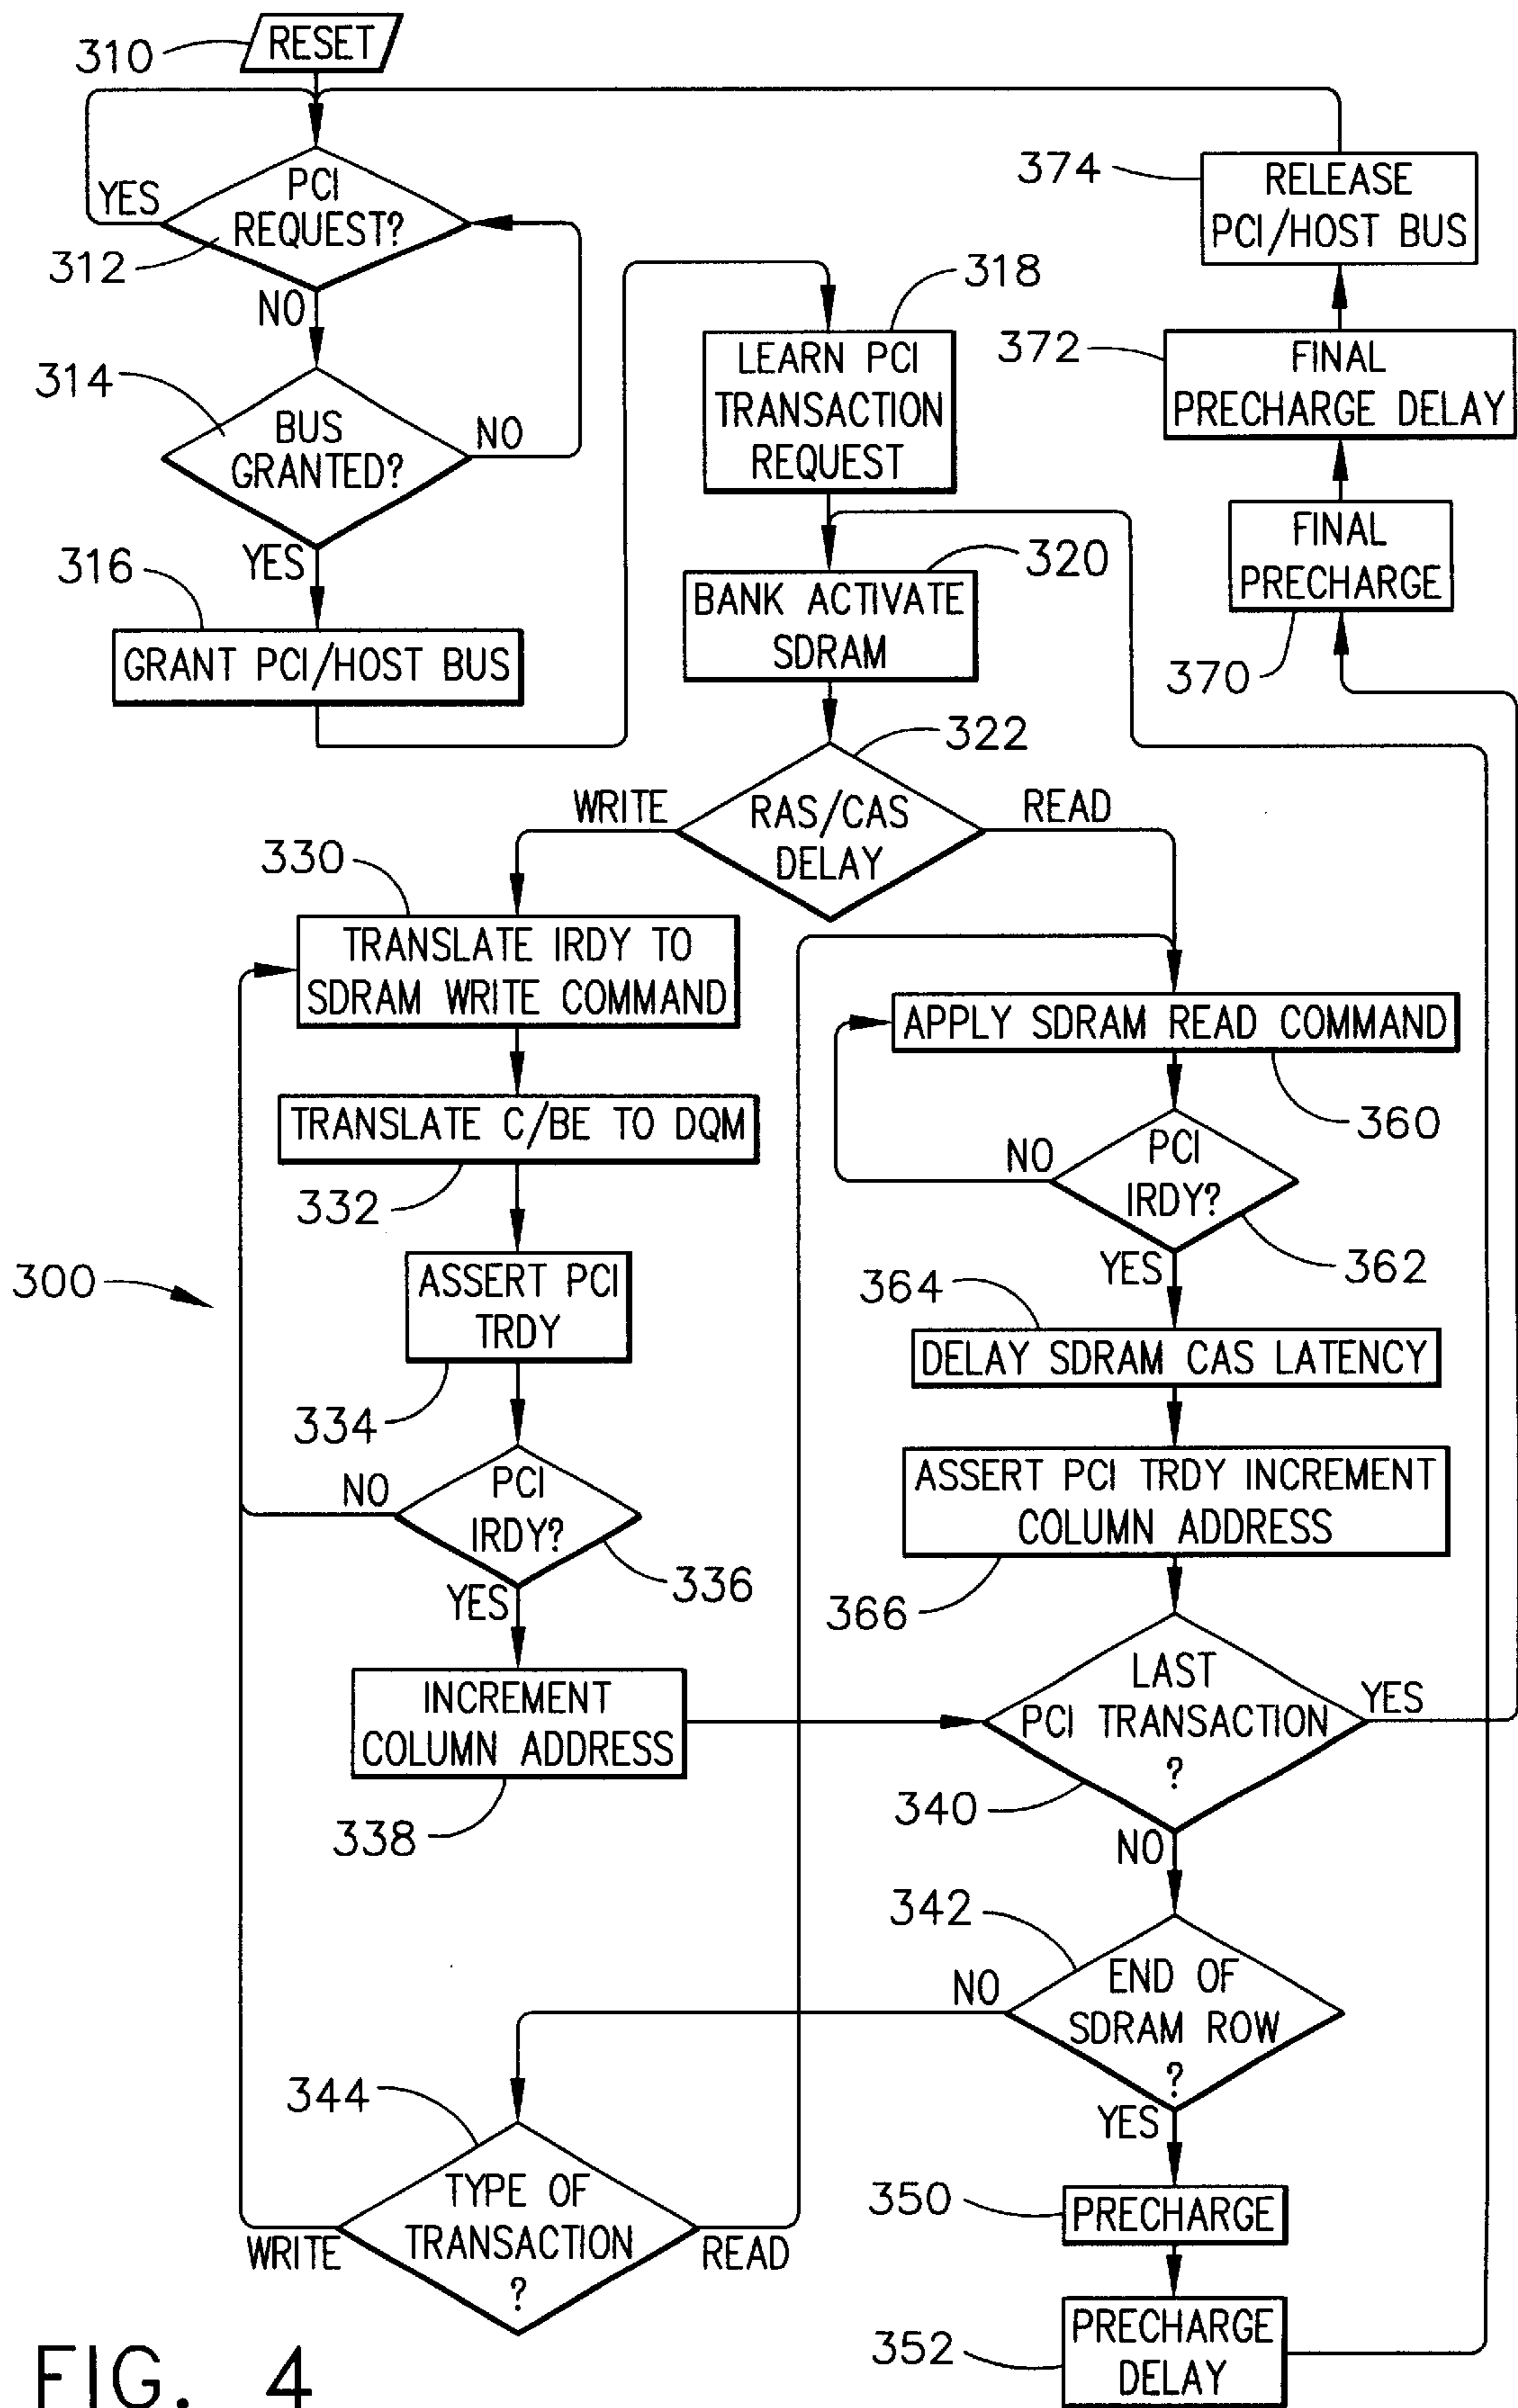 310
RESET
YES
PCI
REQUEST?
312
NO
314
BUS
GRANTED?
NO
YES
316
GRANT PCI/HOST BUS
318
LEARN PCI
TRANSACTION
REQUEST
320
BANK ACTIVATE
SDRAM
322
WRITE
RAS/CAS
DELAY
READ
374
RELEASE
PCI/HOST BUS
372
FINAL
PRECHARGE DELAY
FINAL
PRECHARGE
370
330
TRANSLATE IRDY TO
SDRAM WRITE COMMAND
TRANSLATE C/BE TO DQM
332
300
ASSERT PCI
TRDY
334
NO
PCI
IRDY?
336
YES
INCREMENT
COLUMN ADDRESS
338
APPLY SDRAM READ COMMAND
360
NO
PCI
IRDY?
YES
362
364
DELAY SDRAM CAS LATENCY
ASSERT PCI TRDY INCREMENT
COLUMN ADDRESS
366
LAST
PCI TRANSACTION
?
YES
340
NO
342
NO
END OF
SDRAM ROW
?
YES
344
TYPE OF
TRANSACTION
?
WRITE
READ
350
PRECHARGE
352
PRECHARGE
DELAY
FIG. 4